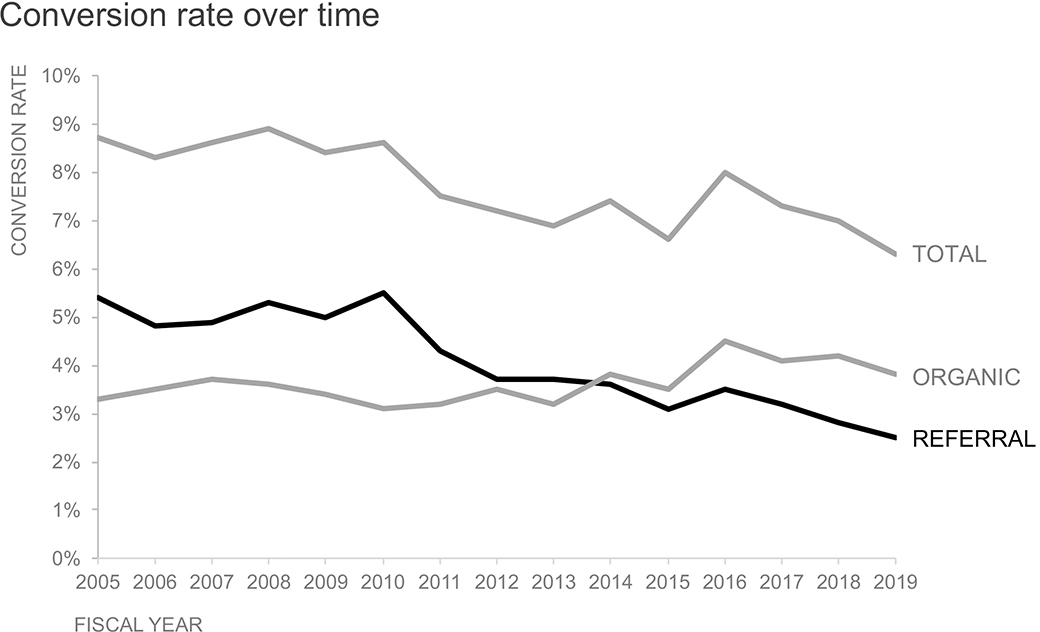 Conversion rate over time
CONVERSION RATE
10%
9%
8%
7%
6%
5%
4%
3%
2%
1%
0%
TOTAL
ORGANIC
REFERRAL
2005 2006 2007 2008 2009 2010 2011 2012 2013 2014 2015 2016 2017 2018 2019
FISCAL YEAR